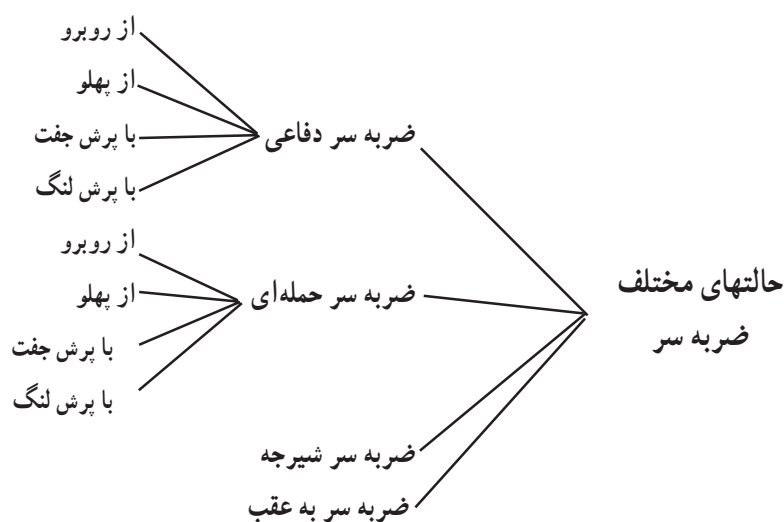 حالتهای مختلف
ضربه سر
ضربه سر دفاعی
از روبرو
از پهلو
با پرش جفت
با پرش لنگ
ضربه سر حمله‌ای
از روبرو
از پهلو
با پرش جفت
با پرش لنگ
ضربه سر شیرجه
ضربه سر به عقب